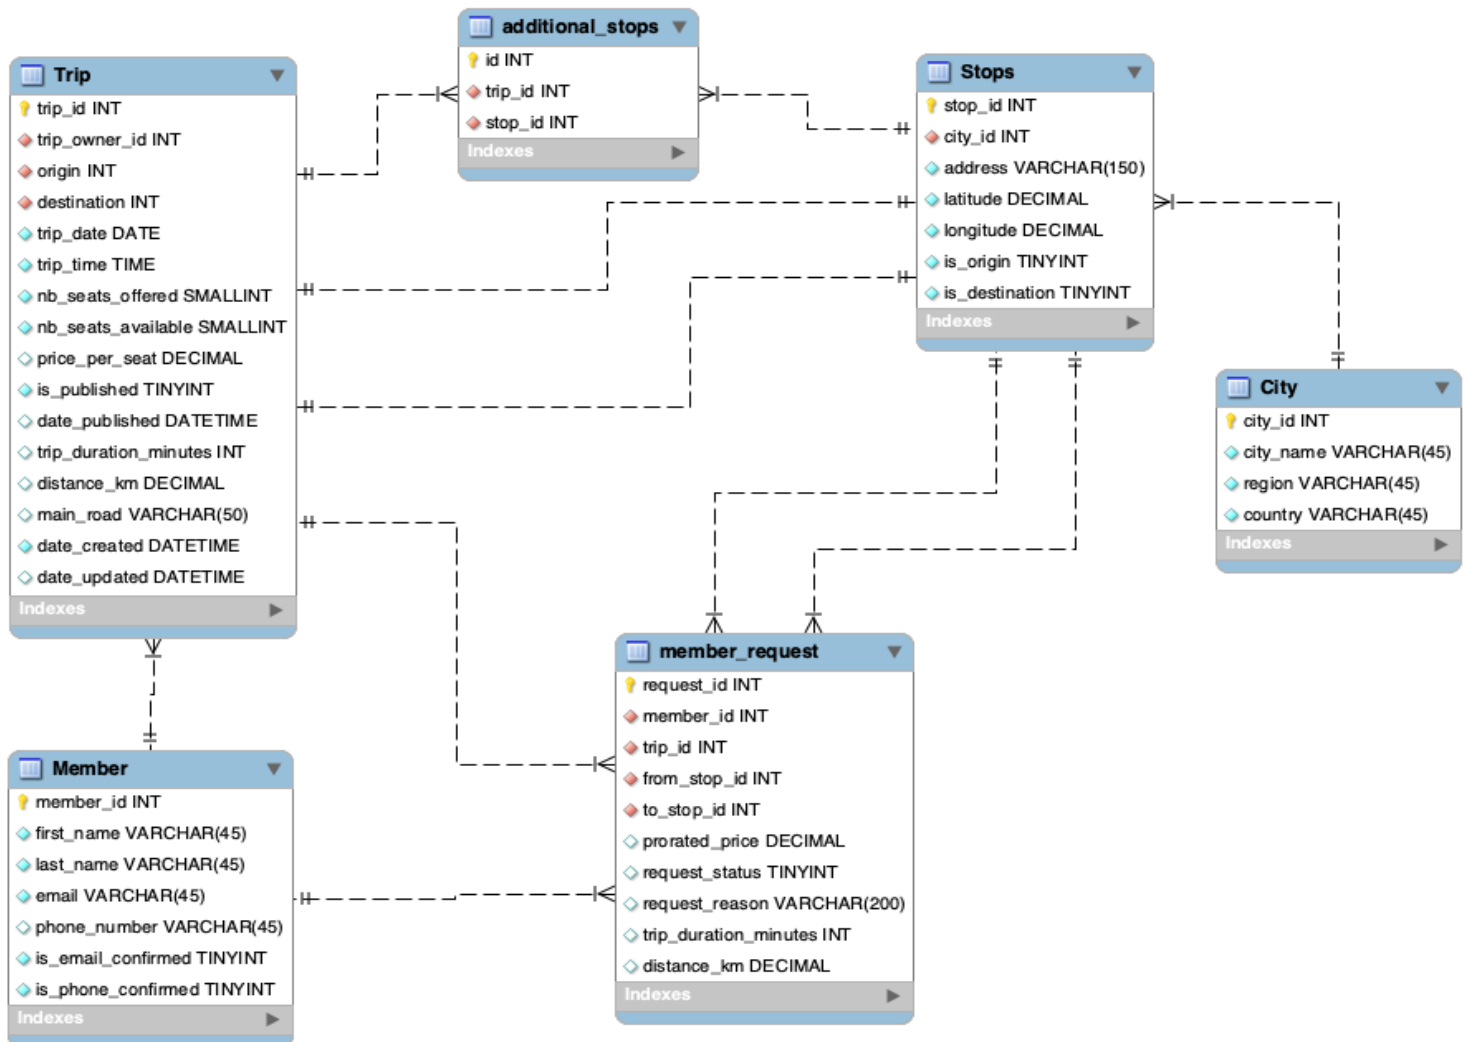 additional_stops
id INT
trip_id INT
stop_id INT
Indexes
Trip
trip_id INT
trip_owner_id INT
origin INT
destination INT
trip_date DATE
trip_time TIME
nb_seats_offered SMALLINT
nb_seats_available SMALLINT
price_per_seat DECIMAL
is_published TINYINT
date_published DATETIME
trip_duration_minutes INT
distance_km DECIMAL
main_road VARCHAR(50)
date_created DATETIME
date_updated DATETIME
Indexes
Stops
stop_id INT
city_id INT
address VARCHAR(150)
latitude DECIMAL
longitude DECIMAL
is_origin TINYINT
is_destination TINYINT
Indexes
City
city_id INT
city_name VARCHAR(45)
region VARCHAR(45)
country VARCHAR(45)
Indexes
member_request
request_id INT
member_id INT
trip_id INT
from_stop_id INT
to_stop_id INT
prorated_price DECIMAL
request_status TINYINT
request_reason VARCHAR(200)
trip_duration_minutes INT
distance_km DECIMAL
Indexes
Member
member_id INT
first_name VARCHAR(45)
last_name VARCHAR(45)
email VARCHAR(45)
phone_number VARCHAR(45)
is_email_confirmed TINYINT
is_phone_confirmed TINYINT
Indexes